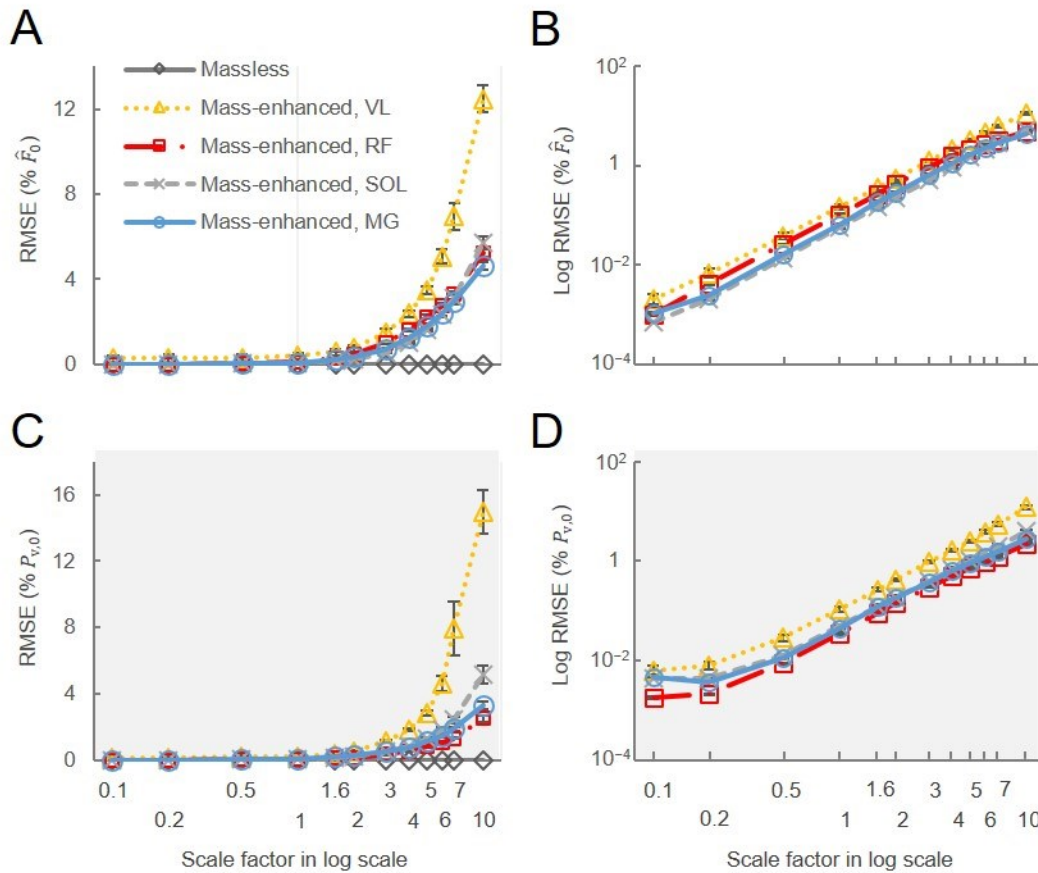 A
B
Massless
Mass-enhanced, VL
Mass-enhanced, RF
Mass-enhanced, SOL
Mass-enhanced, MG
RMSE (% F̂₀)
12
8
4
0
Log RMSE (% F̂₀)
10²
1
10⁻²
10⁻⁴
C
D
RMSE (% Pᵥ,₀)
16
12
8
4
0
Log RMSE (% Pᵥ,₀)
10²
1
10⁻²
10⁻⁴
0.1 0.5 1.6 3 5 7
0.2 1 2 4 6 10
Scale factor in log scale
0.1 0.5 1.6 3 5 7
0.2 1 2 4 6 10
Scale factor in log scale